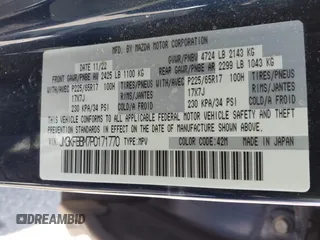 MFD. BY MAZDA MOTOR CORPORATION
DATE 11/22 GVWR/PNBV 4724 LB 2143 KG
FRONT GAWR/PNBE AV 2425 LB 1100 KG REAR GAWR/PNBE AR 2299 LB 1043 KG
WITH/AVEC P225/65R17 100H TIRES/PNEUS WITH/AVEC P225/65R17 100H TIRES/PNEUS
17X7J RIMS/JANTES 17X7J RIMS/JANTES
230 KPA/34 PSI COLD/A FROID 230 KPA/34 PSI COLD/A FROID
THIS VEHICLE CONFORMS TO ALL APPLICABLE FEDERAL MOTOR VEHICLE SAFETY, BUMPER, AND THEFT PREVENTION STANDARDS IN EFFECT ON THE DATE OF MANUFACTURE SHOWN ABOVE.
TYPE:MPV COLOR CODE:42M MADE IN JAPAN
DREAMBID